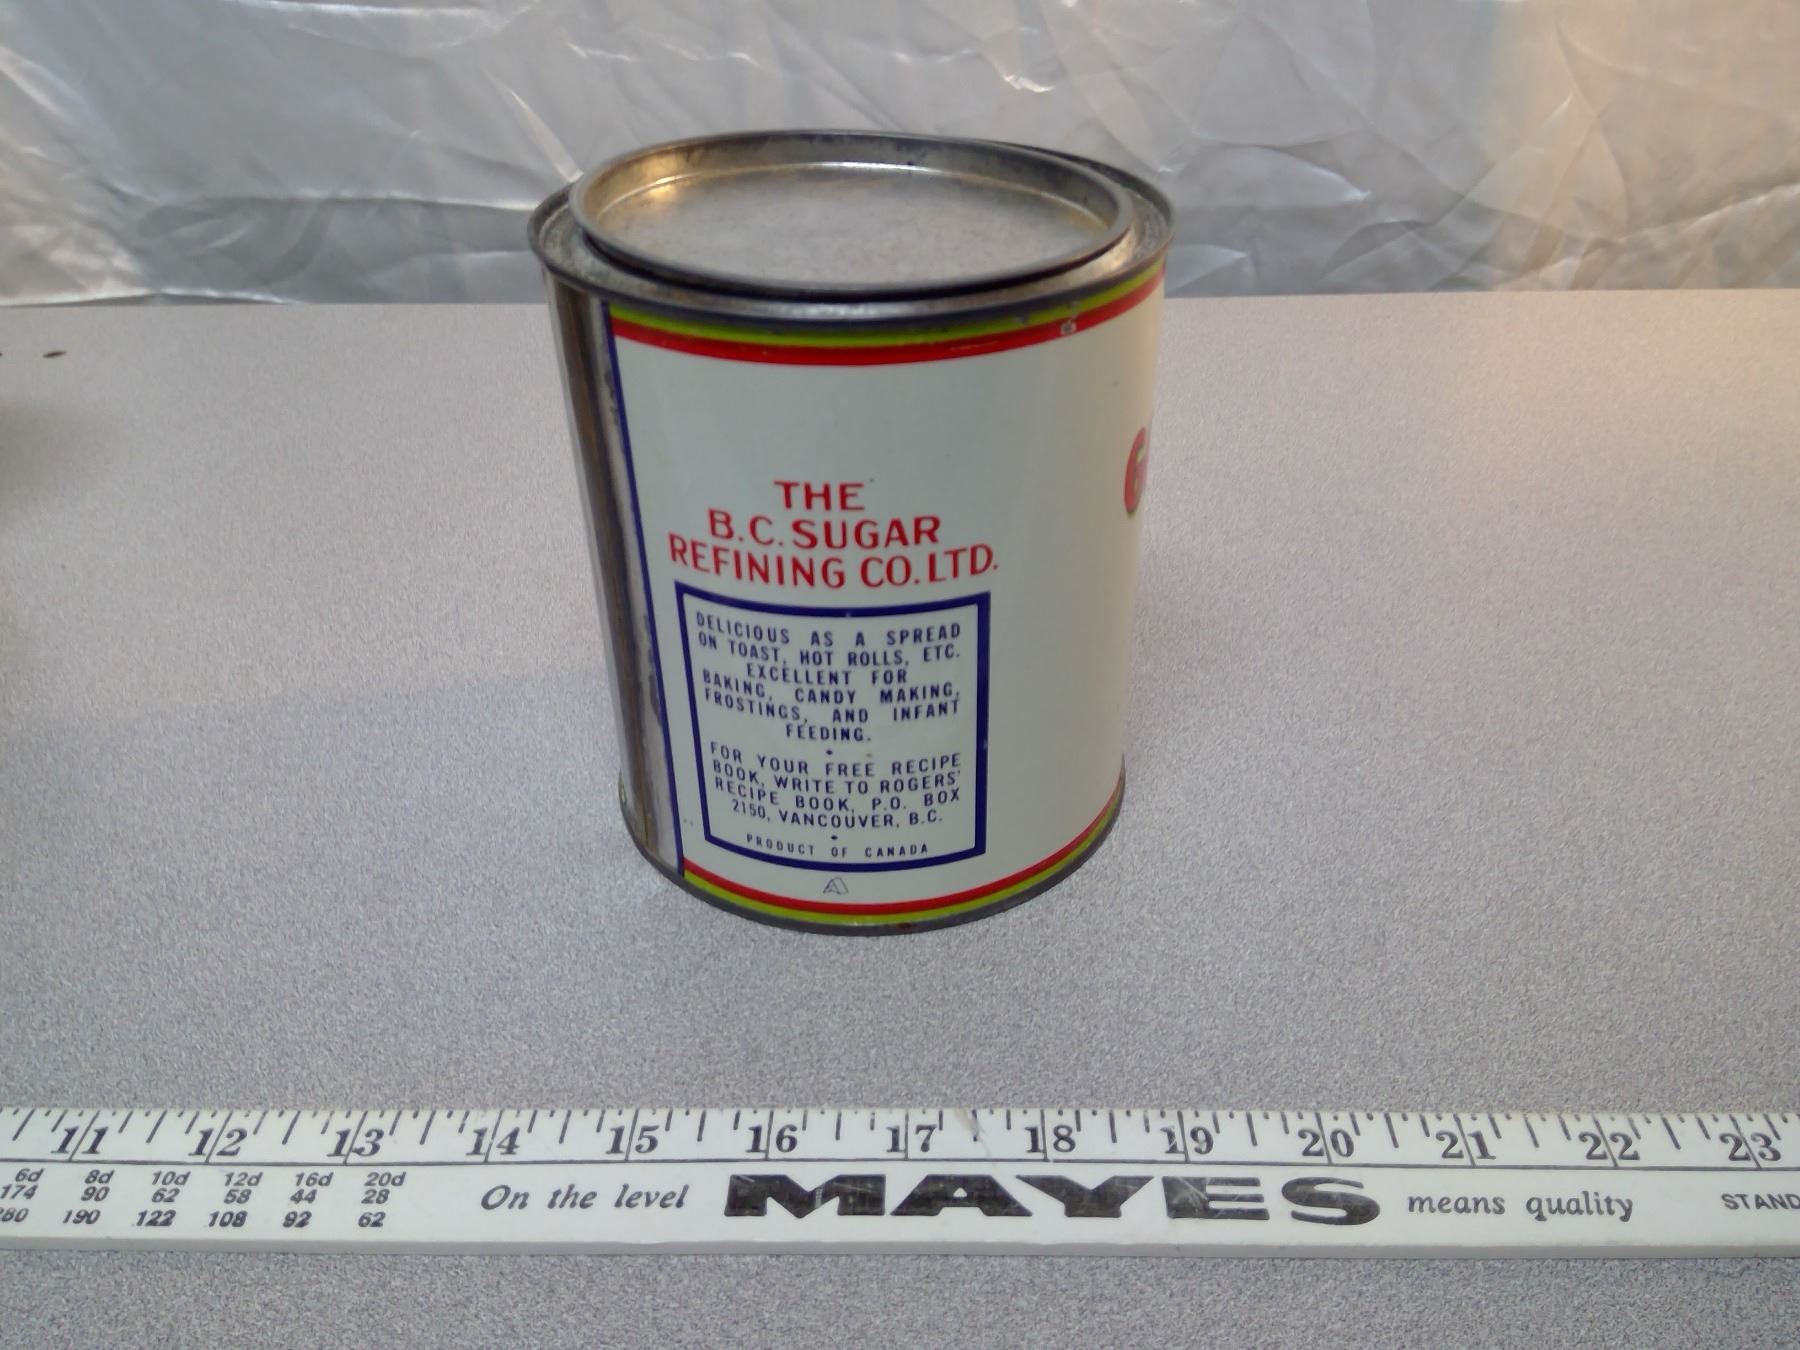 THE
B.C. SUGAR
REFINING CO. LTD.
DELICIOUS AS A SPREAD
ON TOAST, HOT ROLLS, ETC.
EXCELLENT FOR
BAKING, CANDY MAKING,
FROSTINGS, AND INFANT
FEEDING.
FOR YOUR FREE RECIPE
BOOK, WRITE TO ROGERS'
RECIPE BOOK, P.O. BOX
2150, VANCOUVER, B.C.
PRODUCT OF CANADA
11 12 13 14 15 16 17 18 19 20 21 22 23
6d 8d 10d 12d 16d 20d
174 90 62 58 44 28
280 190 122 108 92 62
On the level MAYES means quality STAND